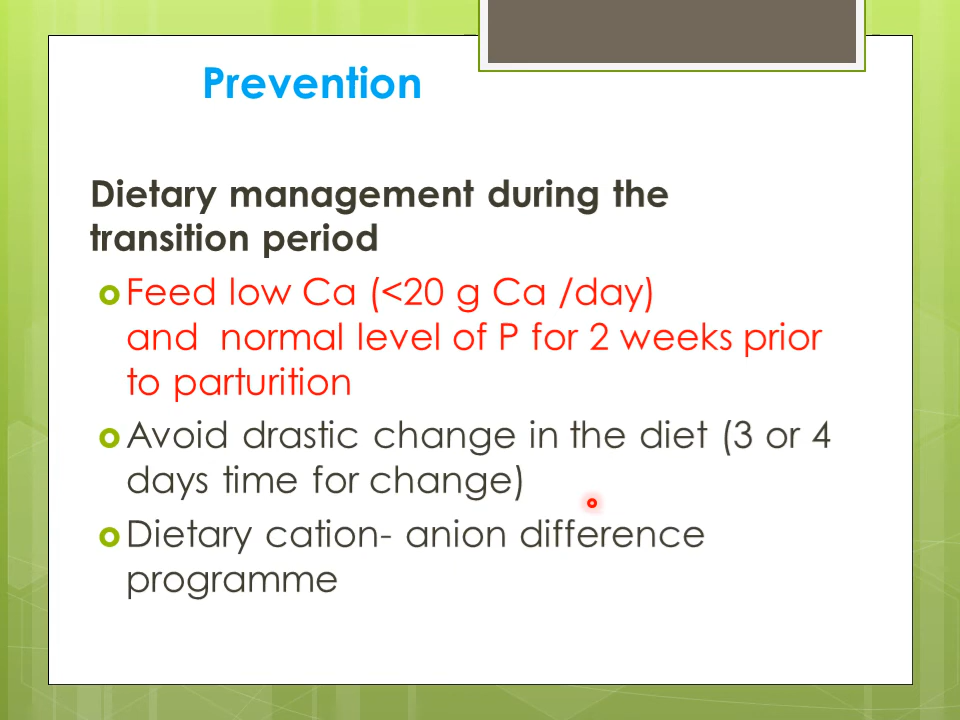 Prevention
Dietary management during the
transition period
Feed low Ca (<20 g Ca /day)
and normal level of P for 2 weeks prior
to parturition
Avoid drastic change in the diet (3 or 4
days time for change)
Dietary cation- anion difference
programme